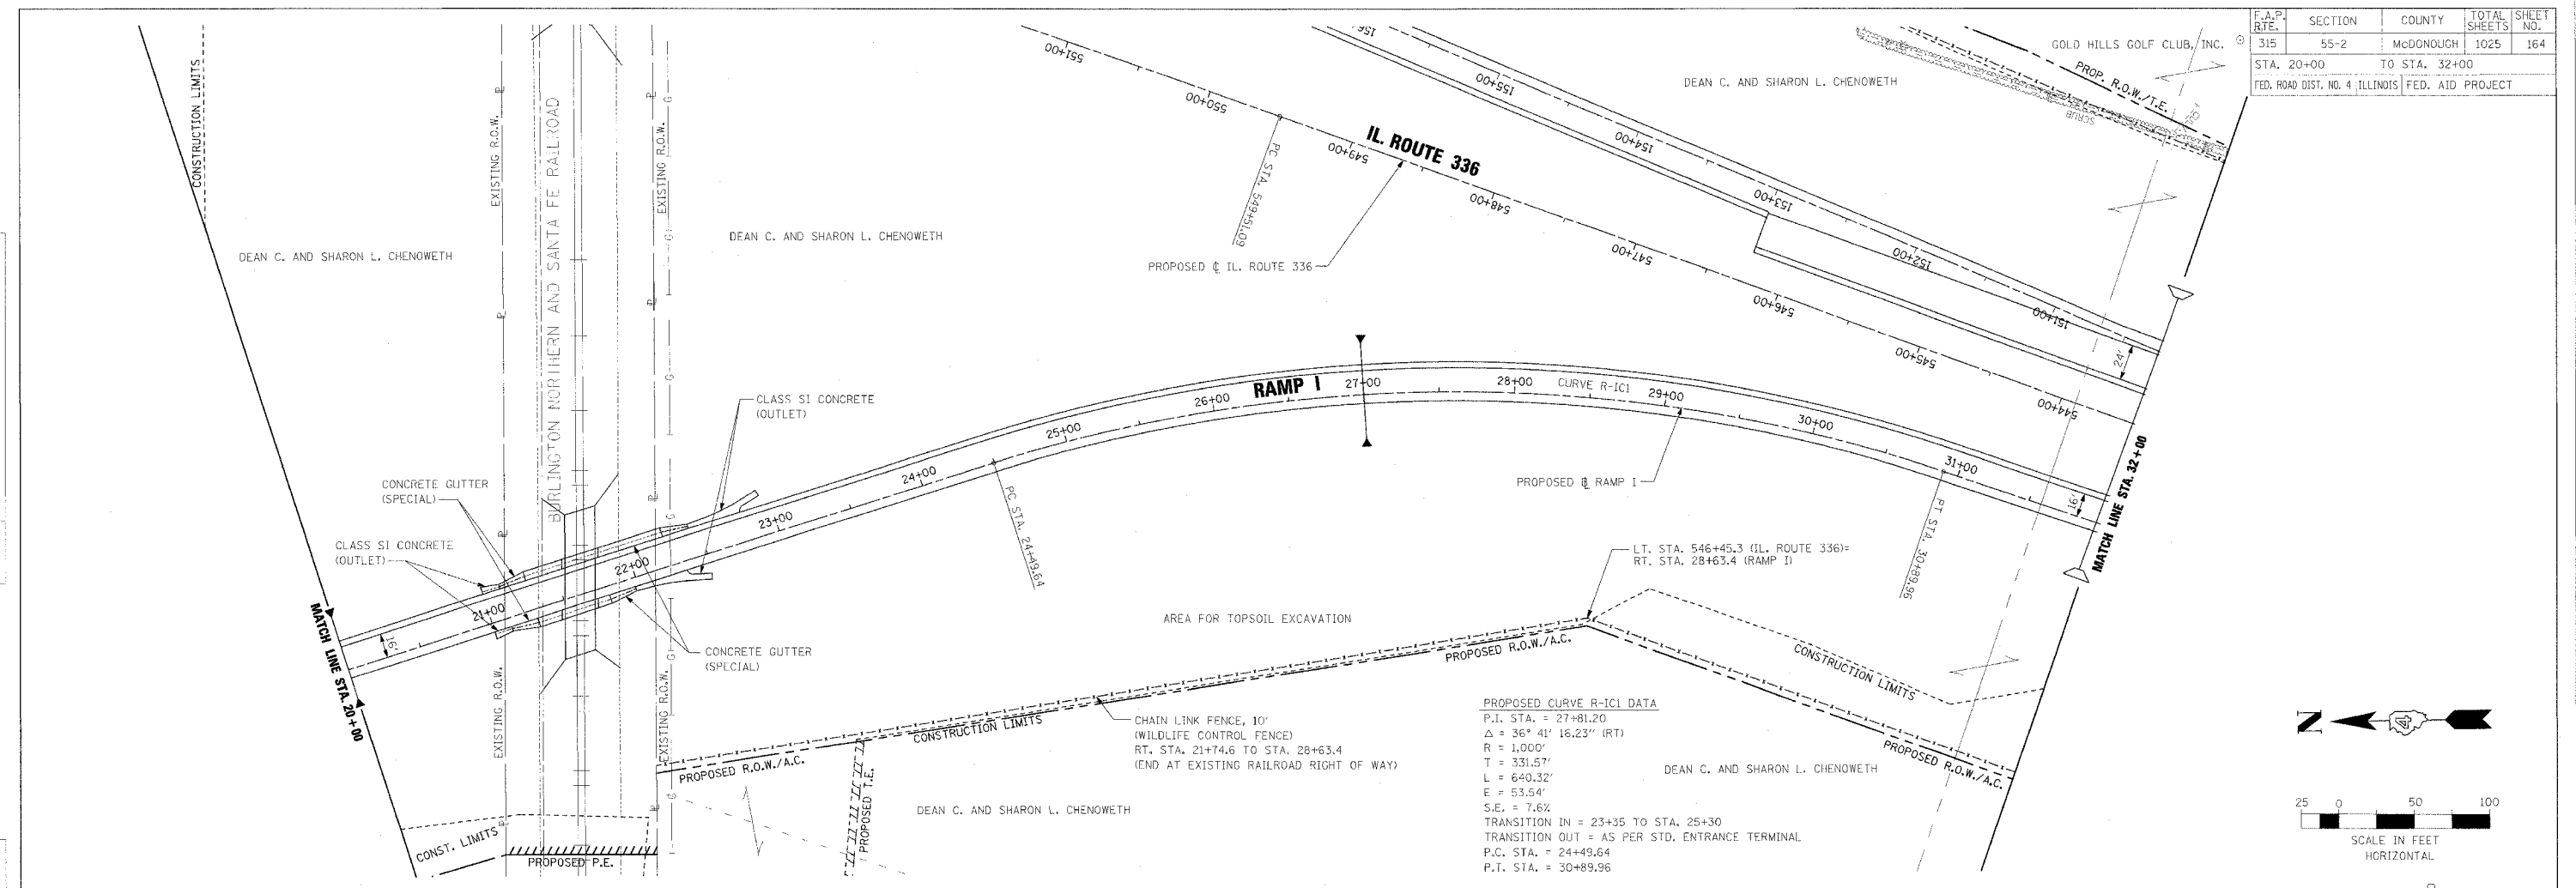 F.A.P. RTE. SECTION COUNTY TOTAL SHEETS SHEET NO.
315 55-2 McDONOUGH 1025 164
STA. 20+00 TO STA. 32+00
FED. ROAD DIST. NO. 4 ILLINOIS FED. AID PROJECT
GOLD HILLS GOLF CLUB, INC.
PROP. R.O.W./T.E.
SCRUB
DEAN C. AND SHARON L. CHENOWETH
156
155+00
154+00
153+00
152+00
151+00
24'
551+00
550+00
549+00
548+00
547+00
546+00
545+00
544+00
IL. ROUTE 336
PC STA. 549+51.09
PROPOSED ℄ IL. ROUTE 336
CONSTRUCTION LIMITS
DEAN C. AND SHARON L. CHENOWETH
EXISTING R.O.W.
BURLINGTON NORTHERN AND SANTA FE RAILROAD
EXISTING R.O.W.
DEAN C. AND SHARON L. CHENOWETH
CLASS SI CONCRETE
(OUTLET)
CONCRETE GUTTER
(SPECIAL)
CLASS SI CONCRETE
(OUTLET)
CONCRETE GUTTER
(SPECIAL)
MATCH LINE STA. 20+00
16'
21+00
22+00
23+00
24+00
25+00
26+00
RAMP I
27+00
28+00
CURVE R-IC1
29+00
30+00
31+00
16'
MATCH LINE STA. 32+00
PC STA. 24+49.64
PT STA. 30+89.96
PROPOSED ⅊ RAMP I
LT. STA. 546+45.3 (IL. ROUTE 336)=
RT. STA. 28+63.4 (RAMP I)
AREA FOR TOPSOIL EXCAVATION
PROPOSED R.O.W./A.C.
CONSTRUCTION LIMITS
EXISTING R.O.W.
EXISTING R.O.W.
CONSTRUCTION LIMITS
PROPOSED R.O.W./A.C.
PROPOSED T.E.
CHAIN LINK FENCE, 10'
(WILDLIFE CONTROL FENCE)
RT. STA. 21+74.6 TO STA. 28+63.4
(END AT EXISTING RAILROAD RIGHT OF WAY)
DEAN C. AND SHARON L. CHENOWETH
CONST. LIMITS
PROPOSED P.E.
PROPOSED CURVE R-IC1 DATA
P.I. STA. = 27+81.20
Δ = 36° 41' 16.23" (RT)
R = 1,000'
T = 331.57'
L = 640.32'
E = 53.54'
S.E. = 7.6%
TRANSITION IN = 23+35 TO STA. 25+30
TRANSITION OUT = AS PER STD. ENTRANCE TERMINAL
P.C. STA. = 24+49.64
P.T. STA. = 30+89.96
DEAN C. AND SHARON L. CHENOWETH
PROPOSED R.O.W./A.C.
N
4
25 0 50 100
SCALE IN FEET
HORIZONTAL